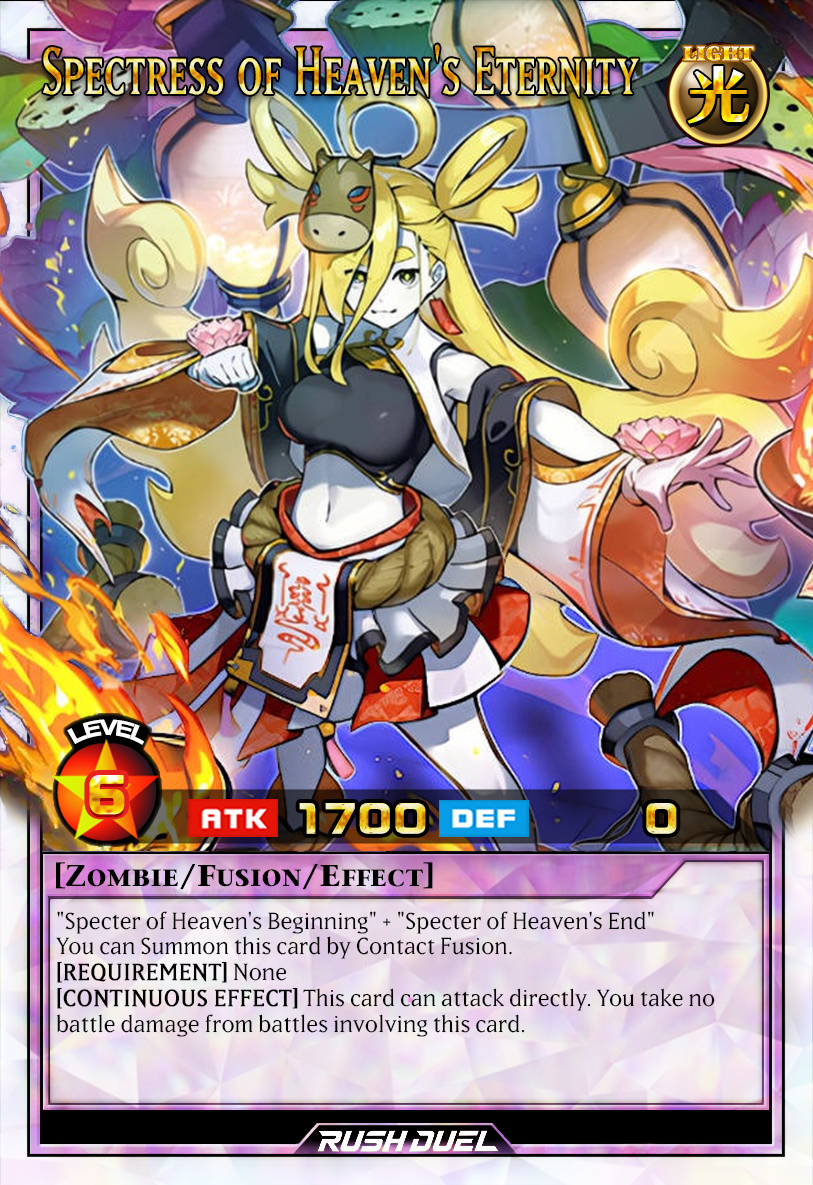 SPECTRESS OF HEAVEN'S ETERNITY
LIGHT
光
LEVEL
6
ATK 1700 DEF 0
[ZOMBIE/FUSION/EFFECT]
"Specter of Heaven's Beginning" + "Specter of Heaven's End"
You can Summon this card by Contact Fusion.
[REQUIREMENT] None
[CONTINUOUS EFFECT] This card can attack directly. You take no
battle damage from battles involving this card.
RUSH DUEL